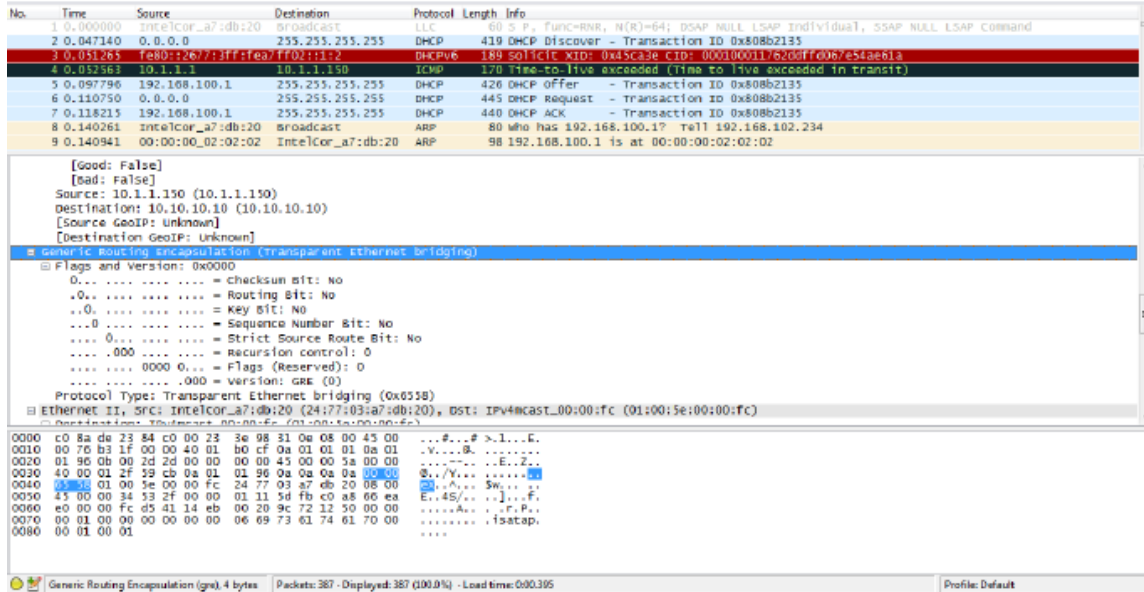 No. Time Source Destination Protocol Length Info
1 0.000000 IntelCor_a7:db:20 Broadcast LLC 60 S P, func=RNR, N(R)=64; DSAP NULL LSAP Individual, SSAP NULL LSAP Command
2 0.047140 0.0.0.0 255.255.255.255 DHCP 419 DHCP Discover - Transaction ID 0x808b2135
3 0.051265 fe80::2677:3ff:fea7 ff02::1:2 DHCPv6 189 Solicit XID: 0x45ca3e CID: 0001000117620dffd067e54ae61a
4 0.052563 10.1.1.1 10.1.1.150 ICMP 170 Time-to-live exceeded (Time to live exceeded in transit)
5 0.097796 192.168.100.1 255.255.255.255 DHCP 426 DHCP Offer - Transaction ID 0x808b2135
6 0.110750 0.0.0.0 255.255.255.255 DHCP 445 DHCP Request - Transaction ID 0x808b2135
7 0.118215 192.168.100.1 255.255.255.255 DHCP 440 DHCP ACK - Transaction ID 0x808b2135
8 0.140261 IntelCor_a7:db:20 Broadcast ARP 80 Who has 192.168.100.1? Tell 192.168.102.234
9 0.140941 00:00:00_02:02:02 IntelCor_a7:db:20 ARP 98 192.168.100.1 is at 00:00:00:02:02:02
[Good: False]
[Bad: False]
Source: 10.1.1.150 (10.1.1.150)
Destination: 10.10.10.10 (10.10.10.10)
[Source GeoIP: Unknown]
[Destination GeoIP: Unknown]
Generic Routing Encapsulation (Transparent Ethernet bridging)
Flags and Version: 0x0000
0... .... .... .... = Checksum Bit: No
.0.. .... .... .... = Routing Bit: No
..0. .... .... .... = Key Bit: No
...0 .... .... .... = Sequence Number Bit: No
.... 0... .... .... = Strict Source Route Bit: No
.... .000 .... .... = Recursion control: 0
.... .... 0000 0... = Flags (Reserved): 0
.... .... .... .000 = Version: GRE (0)
Protocol Type: Transparent Ethernet bridging (0x6558)
Ethernet II, Src: IntelCor_a7:db:20 (24:77:03:a7:db:20), Dst: IPv4mcast_00:00:fc (01:00:5e:00:00:fc)
Destination: IPv4mcast_00:00:fc (01:00:5e:00:00:fc)
0000 c0 8a de 23 84 c0 00 23 3e 98 31 0e 08 00 45 00 ...#...# >.1...E.
0010 00 76 b3 1f 00 00 40 01 b0 cf 0a 01 01 01 0a 01 .v....@. ........
0020 01 96 0b 00 2d 2d 00 00 00 00 45 00 00 5a 00 00 ....--.. ..E..Z..
0030 40 00 01 2f 59 cb 0a 01 01 96 0a 0a 0a 0a 00 00 @../Y... ........
0040 65 58 01 00 5e 00 00 fc 24 77 03 a7 db 20 08 00 eX..^... $w... ..
0050 45 00 00 34 53 2f 00 00 01 11 5d fb c0 a8 66 ea E..4S/.. ..]...f.
0060 e0 00 00 fc d5 41 14 eb 00 20 9c 72 12 50 00 00 .....A.. . .r.P..
0070 00 01 00 00 00 00 00 00 06 69 73 61 74 61 70 00 ........ .isatap.
0080 00 01 00 01 ....
Generic Routing Encapsulation (gre), 4 bytes Packets: 387 - Displayed: 387 (100.0%) - Load time: 0:00.395 Profile: Default